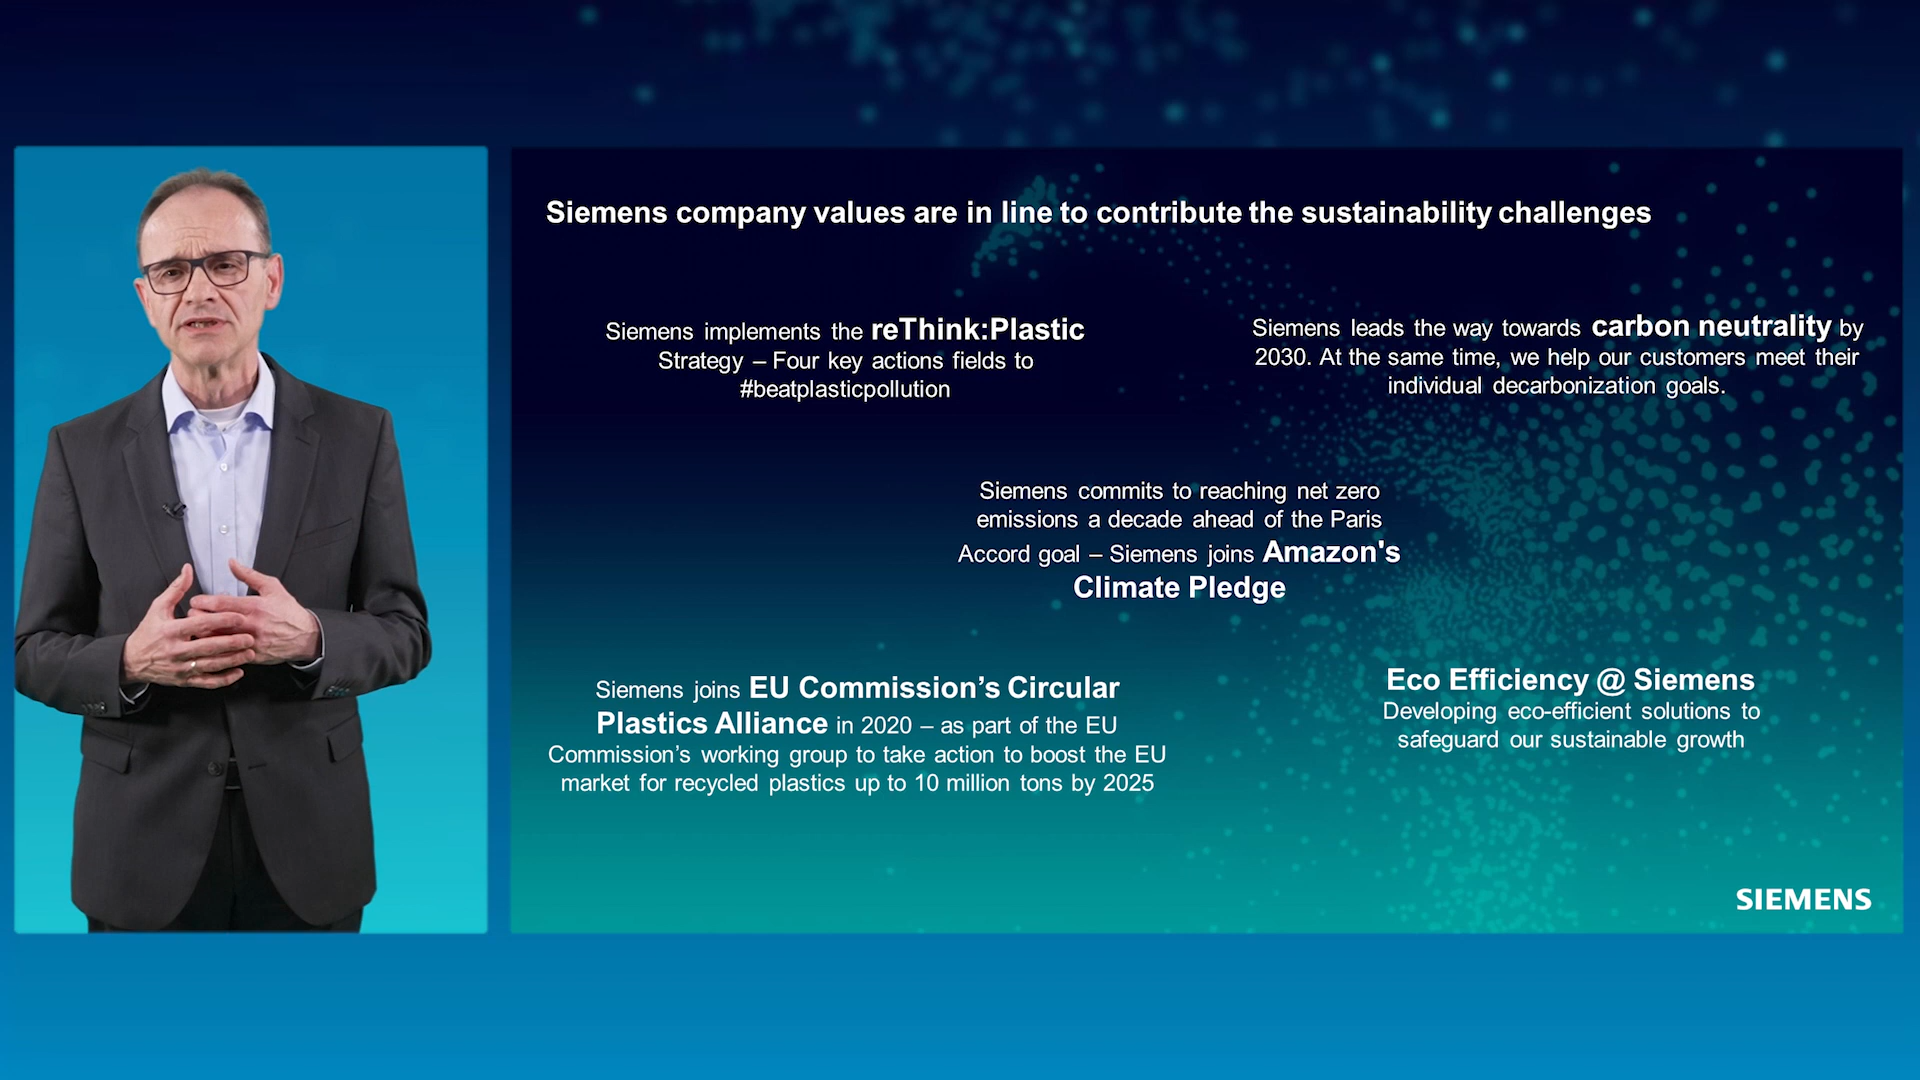 Siemens company values are in line to contribute the sustainability challenges
Siemens implements the reThink:Plastic
Strategy – Four key actions fields to
#beatplasticpollution
Siemens leads the way towards carbon neutrality by
2030. At the same time, we help our customers meet their
individual decarbonization goals.
Siemens commits to reaching net zero
emissions a decade ahead of the Paris
Accord goal – Siemens joins Amazon's
Climate Pledge
Siemens joins EU Commission’s Circular
Plastics Alliance in 2020 – as part of the EU
Commission’s working group to take action to boost the EU
market for recycled plastics up to 10 million tons by 2025
Eco Efficiency @ Siemens
Developing eco-efficient solutions to
safeguard our sustainable growth
SIEMENS